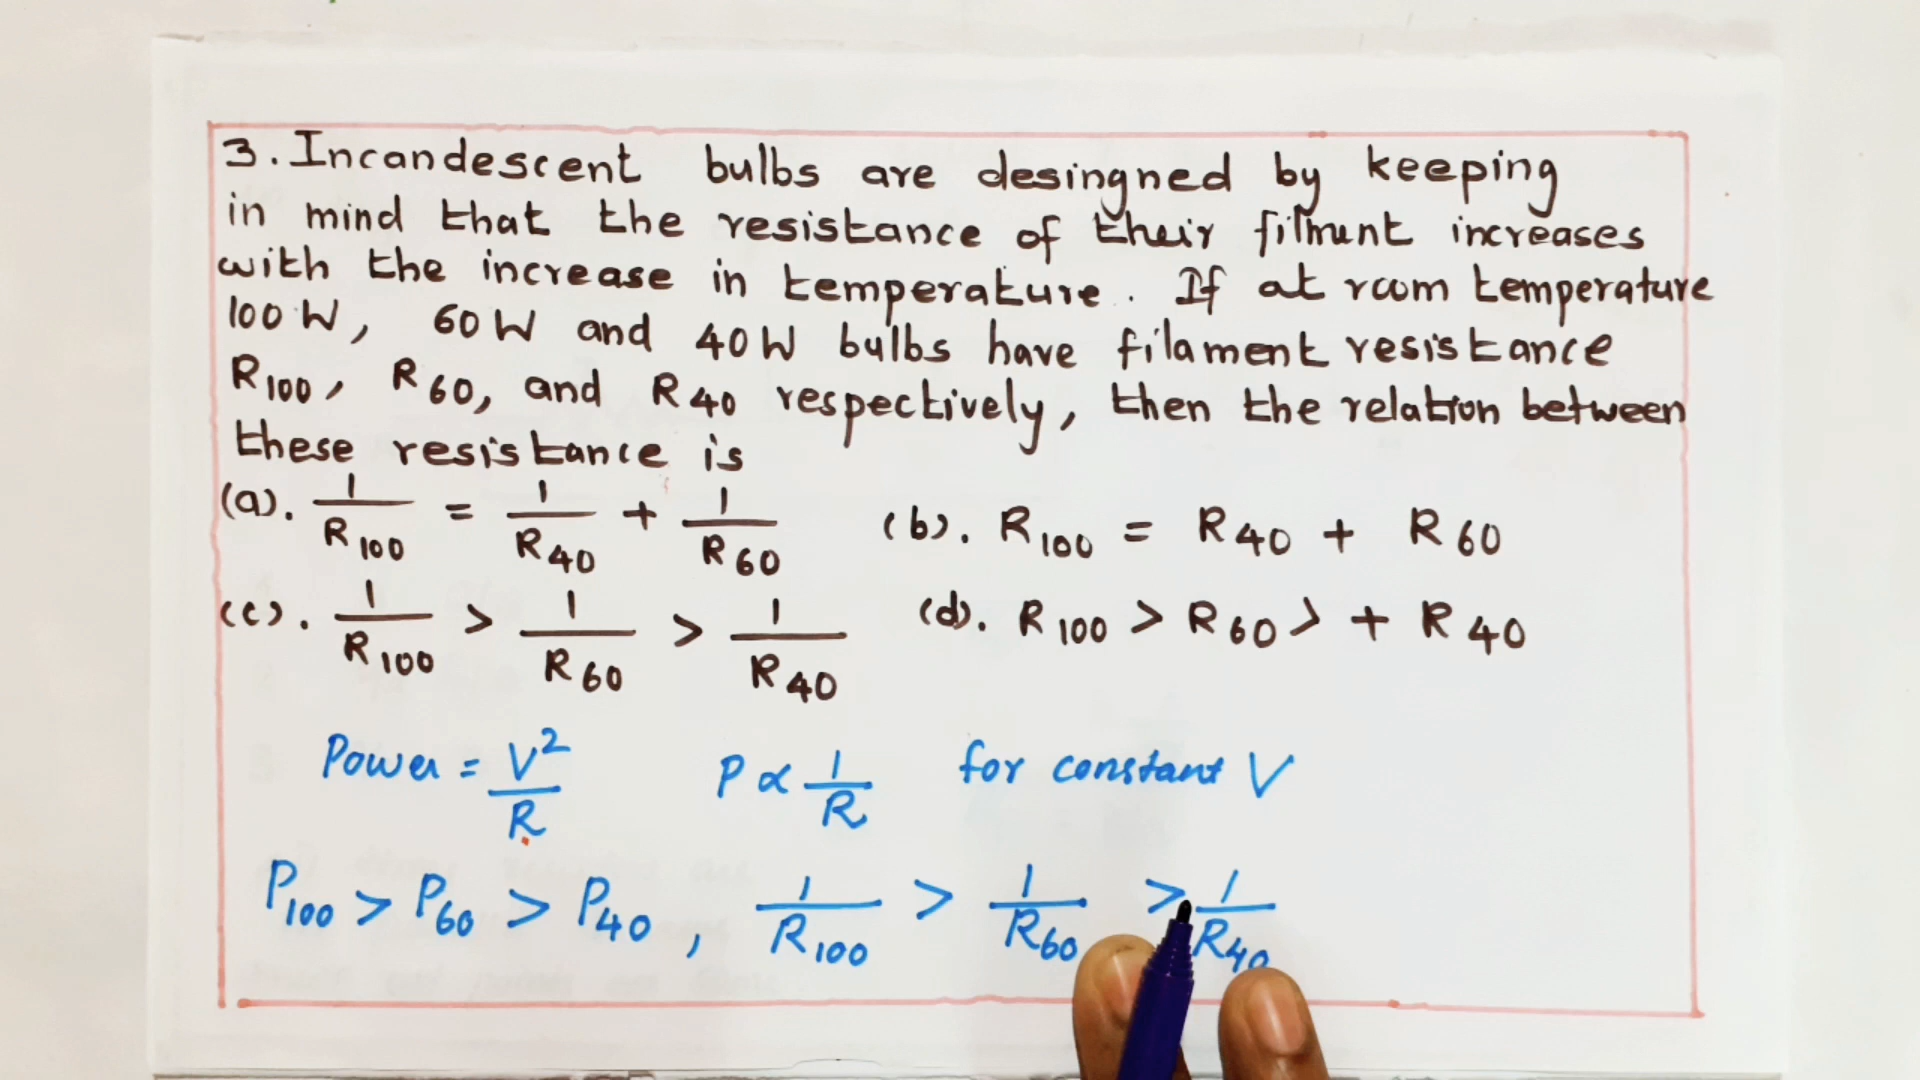 3. Incandescent bulbs are desingned by keeping
in mind that the resistance of their filment increases
with the increase in temperature. If at room temperature
100 W, 60 W and 40 W bulbs have filament resistance
R₁₀₀, R₆₀, and R₄₀ respectively, then the relation between
these resistance is
(a). 1/R₁₀₀ = 1/R₄₀ + 1/R₆₀ (b). R₁₀₀ = R₄₀ + R₆₀
(c). 1/R₁₀₀ > 1/R₆₀ > 1/R₄₀ (d). R₁₀₀ > R₆₀ > + R₄₀
Power = V²/R P ∝ 1/R for constant V
P₁₀₀ > P₆₀ > P₄₀, 1/R₁₀₀ > 1/R₆₀ > 1/R₄₀